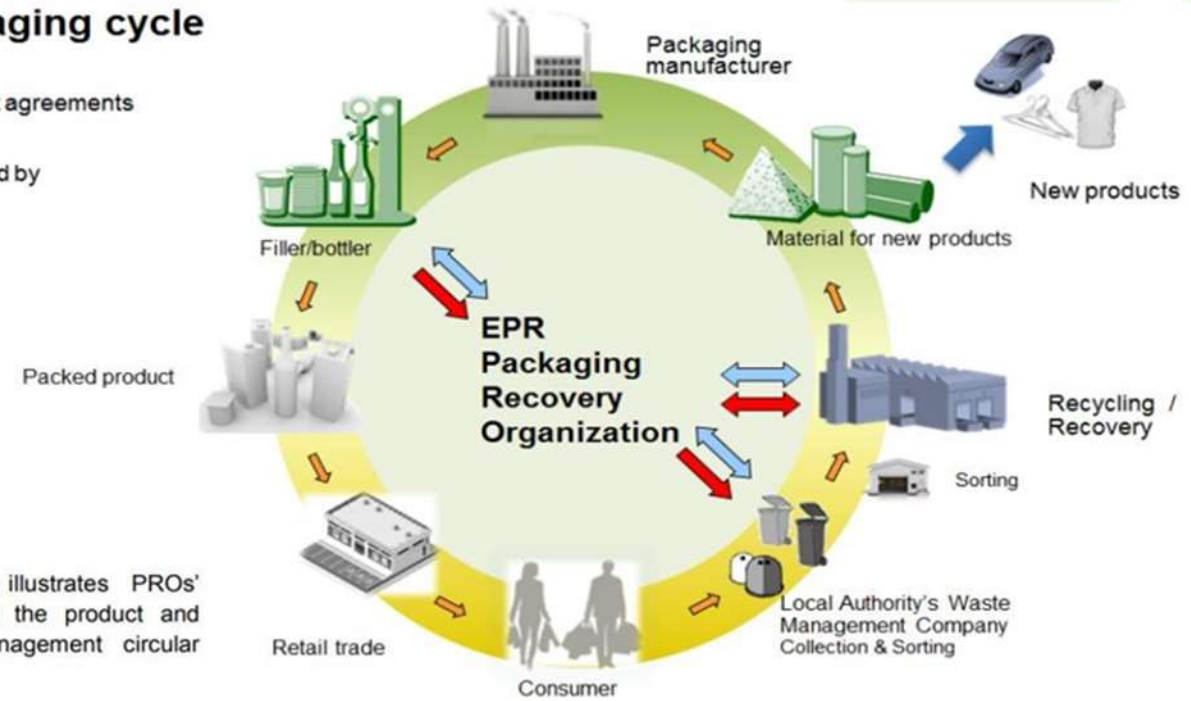 cycle
agreements
by
illustrates PROs'
the product and
circular
Packaging
manufacturer
New products
Material for new products
Filler/bottler
EPR
Packaging
Recovery
Organization
Packed product
Recycling /
Recovery
Sorting
Local Authority's Waste
Management Company
Collection & Sorting
Retail trade
Consumer